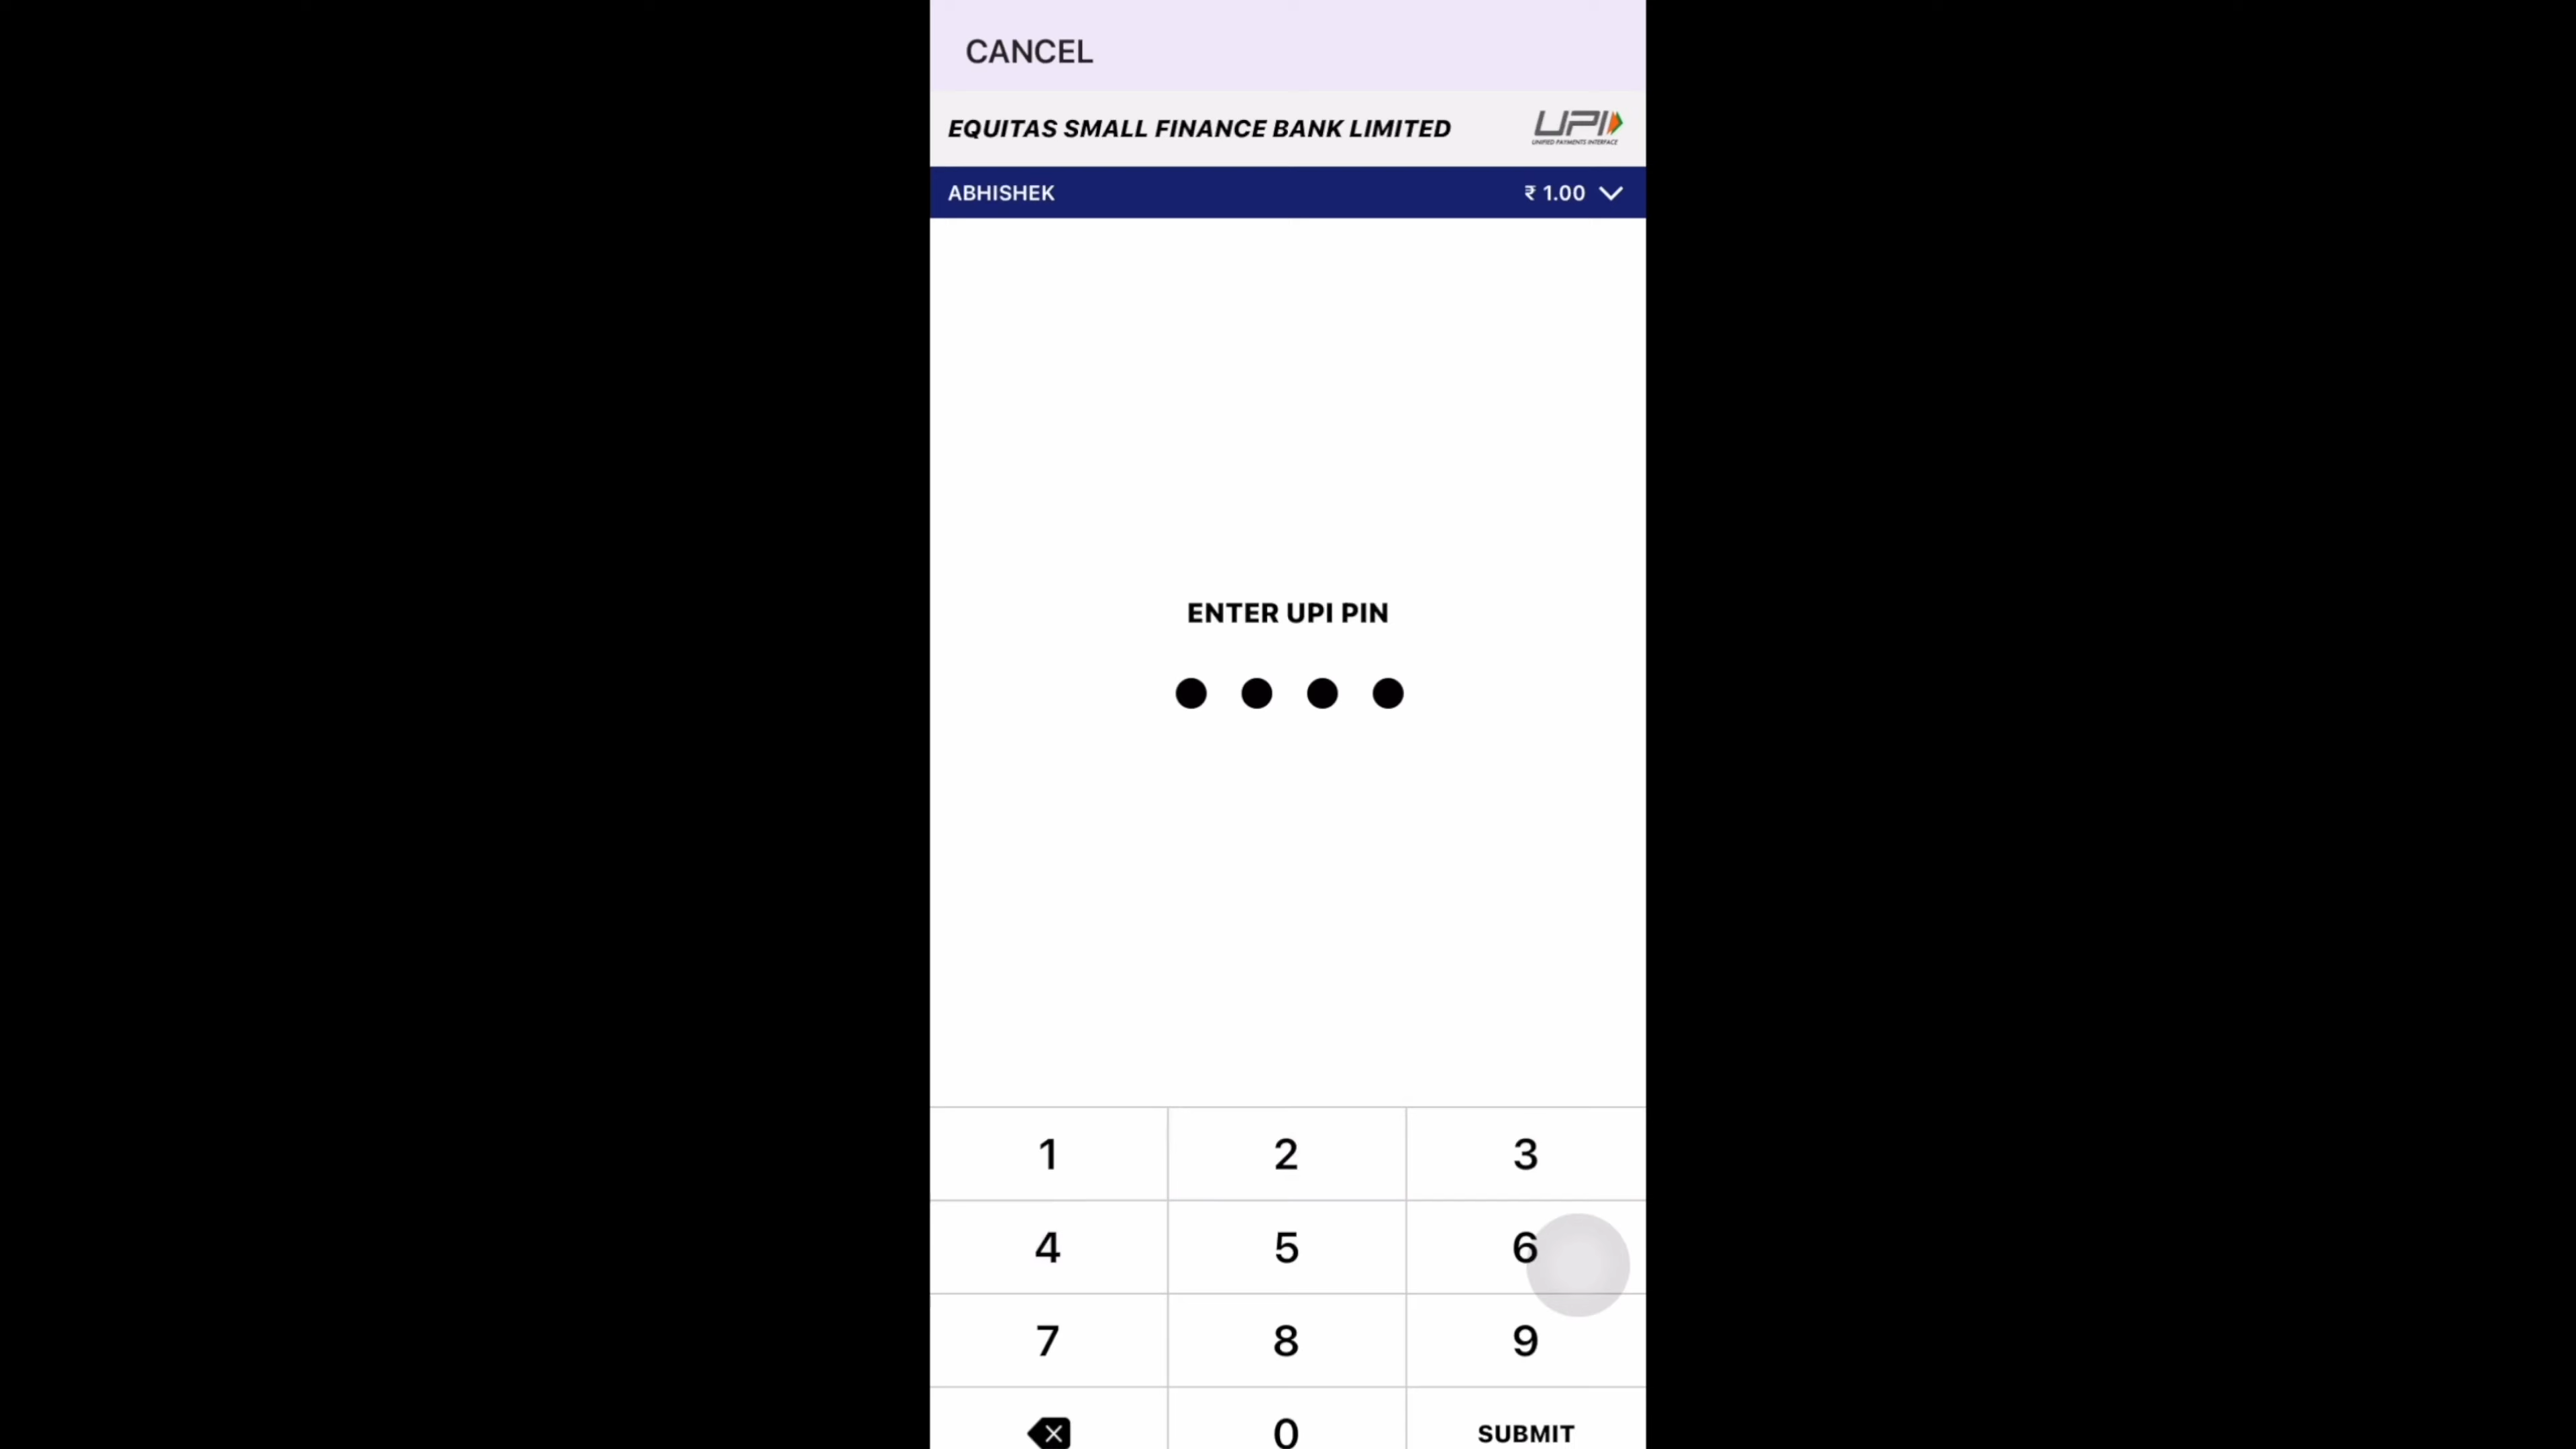 CANCEL
EQUITAS SMALL FINANCE BANK LIMITED
UPI
UNIFIED PAYMENTS INTERFACE
ABHISHEK ₹ 1.00
ENTER UPI PIN
1 2 3
4 5 6
7 8 9
0 SUBMIT